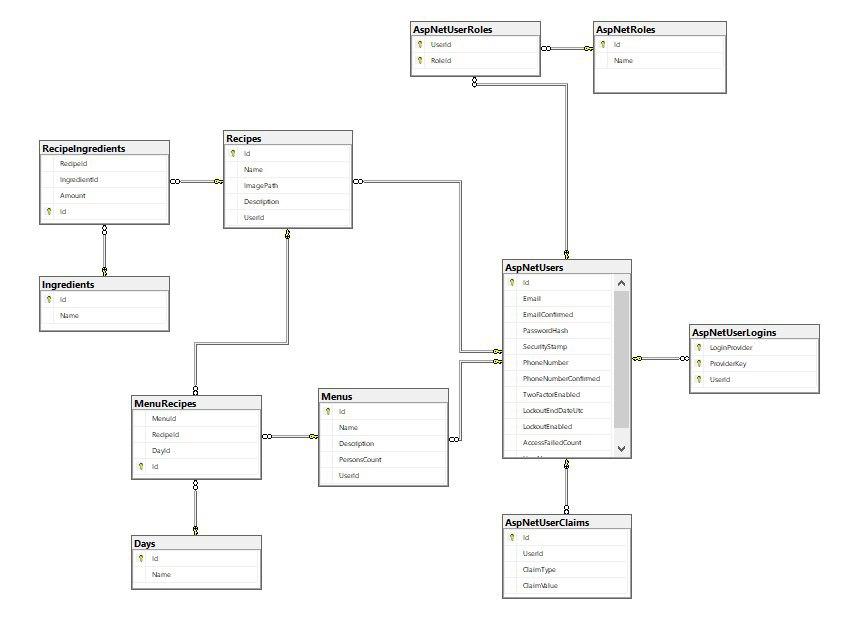 AspNetUserRoles
UserId
RoleId
AspNetRoles
Id
Name
Recipes
Id
Name
ImagePath
Description
UserId
RecipeIngredients
RecipeId
IngredientId
Amount
Id
Ingredients
Id
Name
AspNetUsers
Id
Email
EmailConfirmed
PasswordHash
SecurityStamp
PhoneNumber
PhoneNumberConfirmed
TwoFactorEnabled
LockoutEndDateUtc
LockoutEnabled
AccessFailedCount
AspNetUserLogins
LoginProvider
ProviderKey
UserId
MenuRecipes
MenuId
RecipeId
DayId
Id
Menus
Id
Name
Description
PersonsCount
UserId
Days
Id
Name
AspNetUserClaims
Id
UserId
ClaimType
ClaimValue